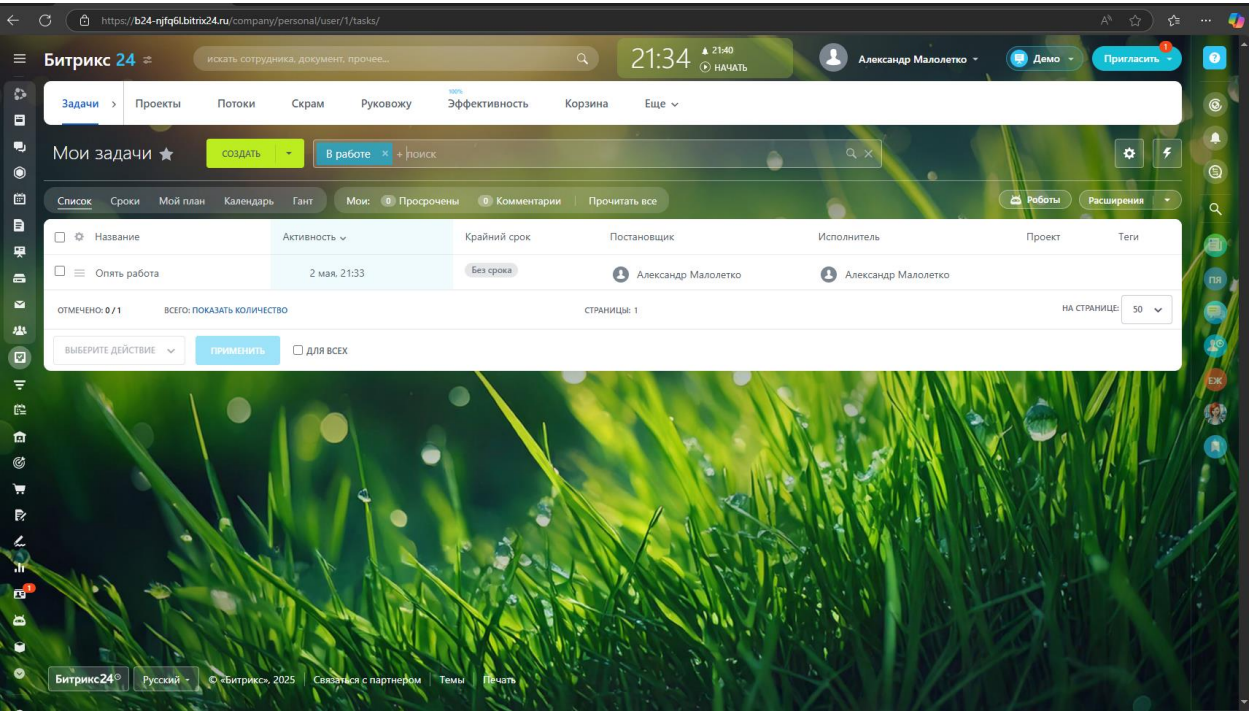 https://b24-njfq6l.bitrix24.ru/company/personal/user/1/tasks/
Битрикс 24 искать сотрудника, документ, прочее... 21:34 21:40 НАЧАТЬ Александр Малолетко Демо Пригласить 1
Задачи Проекты Потоки Скрам Руковожу 100% Эффективность Корзина Еще
Мои задачи СОЗДАТЬ В работе × + поиск
Список Сроки Мой план Календарь Гант Мои: 0 Просрочены 0 Комментарии Прочитать все Роботы Расширения
Название Активность Крайний срок Постановщик Исполнитель Проект Теги
Опять работа 2 мая, 21:33 Без срока Александр Малолетко Александр Малолетко
ПЯ
ОТМЕЧЕНО: 0 / 1 ВСЕГО: ПОКАЗАТЬ КОЛИЧЕСТВО СТРАНИЦЫ: 1 НА СТРАНИЦЕ: 50
ВЫБЕРИТЕ ДЕЙСТВИЕ ПРИМЕНИТЬ ДЛЯ ВСЕХ
ЕЖ
1
Битрикс24 Русский © «Битрикс», 2025 Связаться с партнером Темы Печать